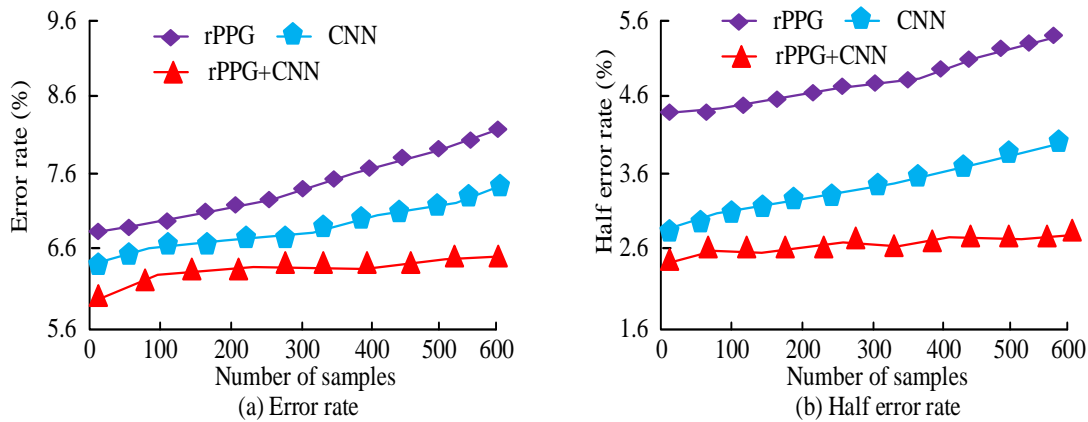 9.6
8.6
7.6
6.6
5.6
Error rate (%)
rPPG
CNN
rPPG+CNN
0 100 200 300 400 500 600
Number of samples
(a) Error rate
5.6
4.6
3.6
2.6
1.6
Half error rate (%)
rPPG
CNN
rPPG+CNN
0 100 200 300 400 500 600
Number of samples
(b) Half error rate